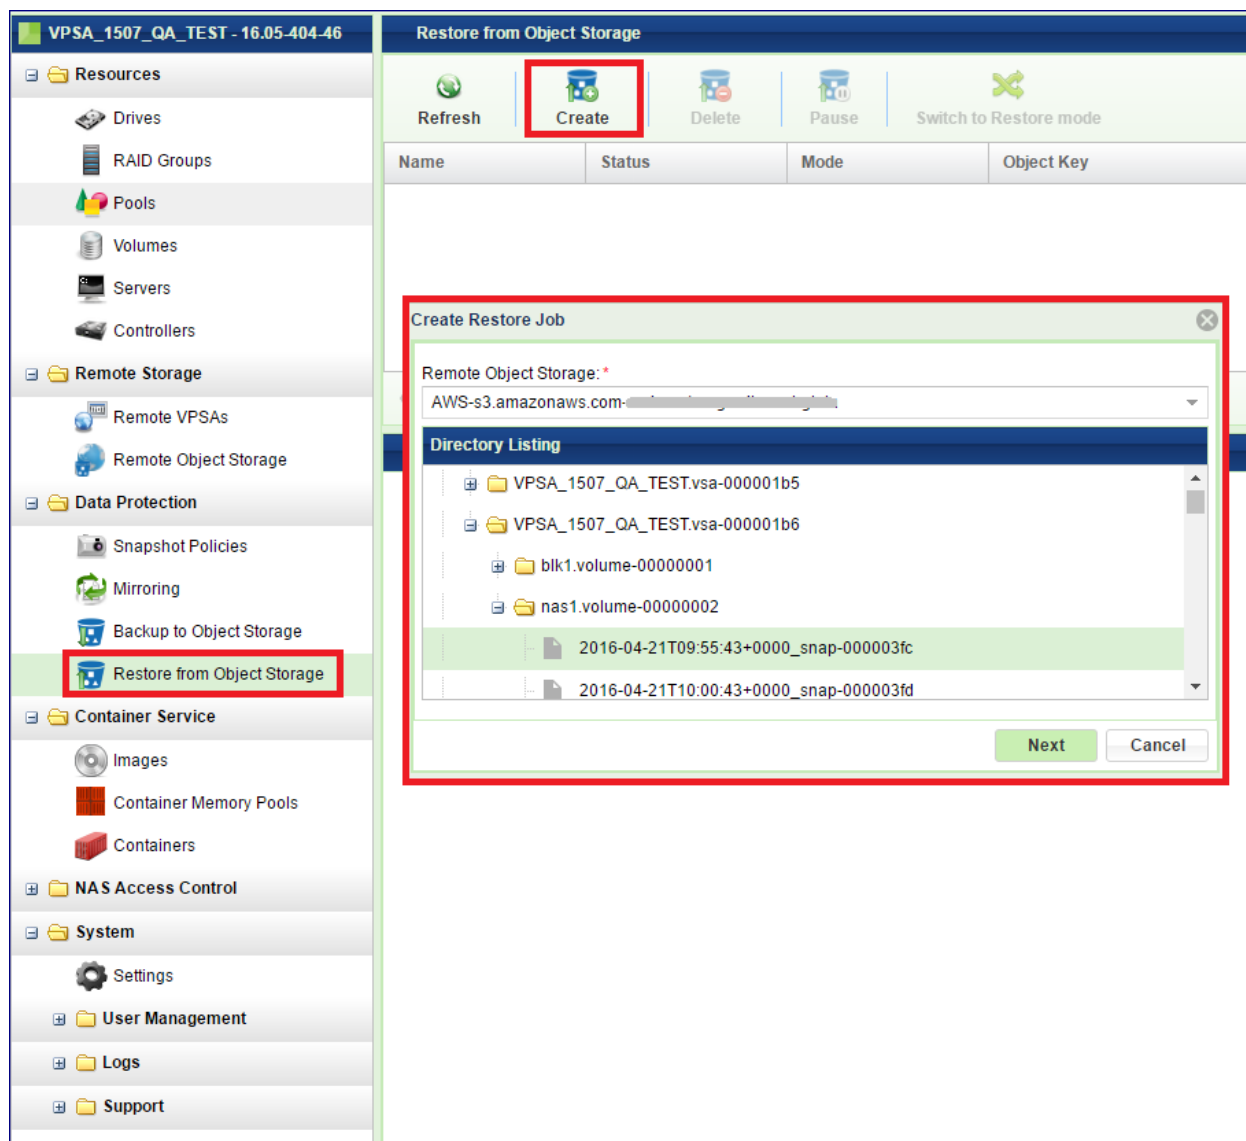 VPSA_1507_QA_TEST - 16.05-404-46
Resources
Drives
RAID Groups
Pools
Volumes
Servers
Controllers
Remote Storage
Remote VPSAs
Remote Object Storage
Data Protection
Snapshot Policies
Mirroring
Backup to Object Storage
Restore from Object Storage
Container Service
Images
Container Memory Pools
Containers
NAS Access Control
System
Settings
User Management
Logs
Support
Restore from Object Storage
Refresh Create Delete Pause Switch to Restore mode
Name Status Mode Object Key
Create Restore Job
Remote Object Storage: *
AWS-s3.amazonaws.com-
Directory Listing
VPSA_1507_QA_TEST.vsa-000001b5
VPSA_1507_QA_TEST.vsa-000001b6
blk1.volume-00000001
nas1.volume-00000002
2016-04-21T09:55:43+0000_snap-000003fc
2016-04-21T10:00:43+0000_snap-000003fd
Next Cancel